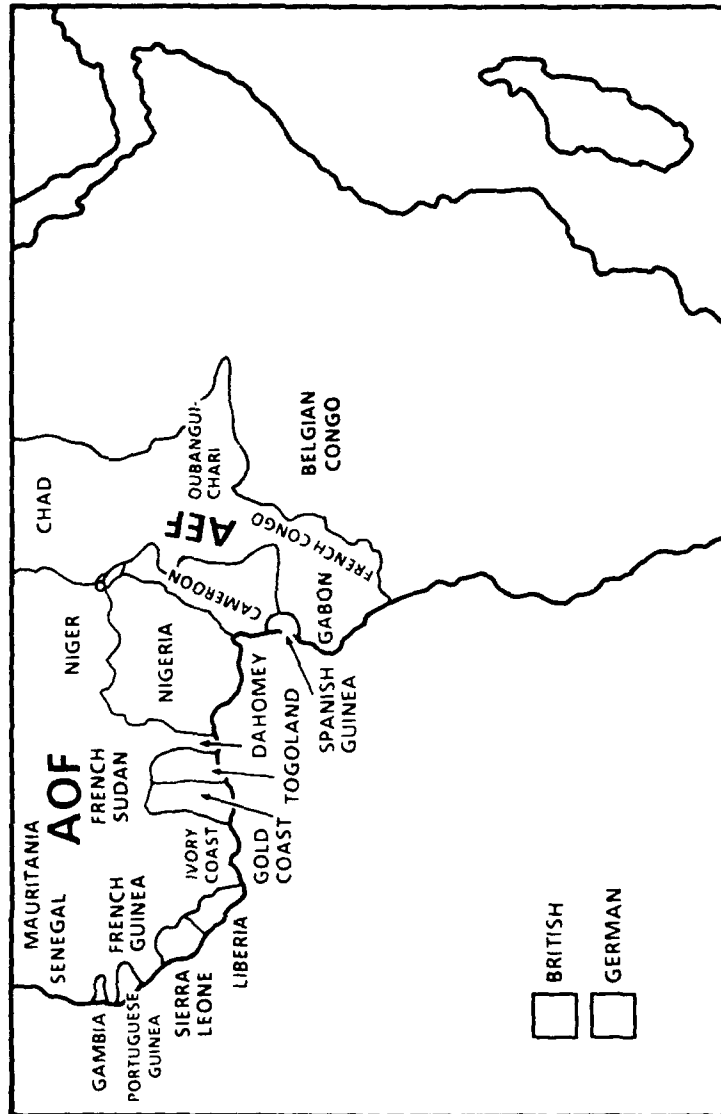 MAURITANIA
SENEGAL
AOF
FRENCH
SUDAN
NIGER
CHAD
GAMBIA
PORTUGUESE
GUINEA
FRENCH
GUINEA
SIERRA
LEONE
LIBERIA
IVORY
COAST
GOLD
COAST
TOGOLAND
DAHOMEY
NIGERIA
CAMEROON
AEF
OUBANGUI-
CHARI
SPANISH
GUINEA
GABON
FRENCH CONGO
BELGIAN
CONGO
BRITISH
GERMAN